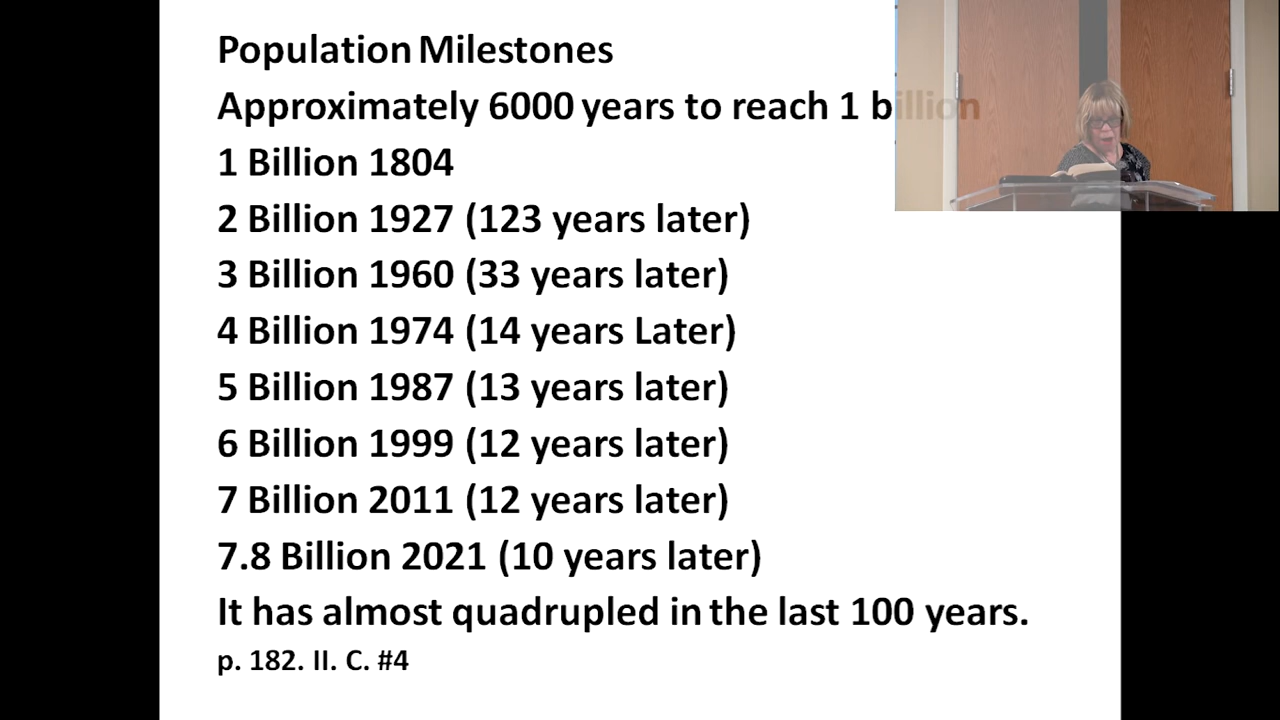 Population Milestones
Approximately 6000 years to reach 1 billion
1 Billion 1804
2 Billion 1927 (123 years later)
3 Billion 1960 (33 years later)
4 Billion 1974 (14 years Later)
5 Billion 1987 (13 years later)
6 Billion 1999 (12 years later)
7 Billion 2011 (12 years later)
7.8 Billion 2021 (10 years later)
It has almost quadrupled in the last 100 years.
p. 182. II. C. #4